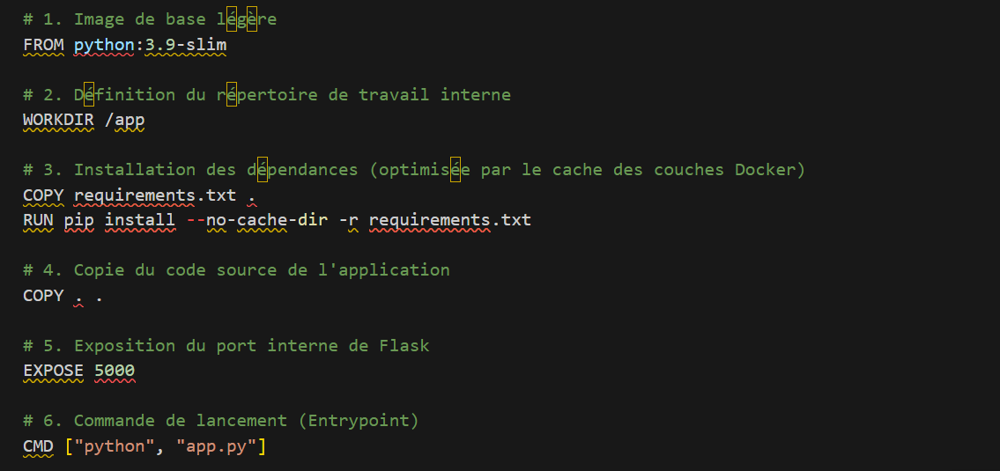 # 1. Image de base légère
FROM python:3.9-slim
# 2. Définition du répertoire de travail interne
WORKDIR /app
# 3. Installation des dépendances (optimisée par le cache des couches Docker)
COPY requirements.txt .
RUN pip install --no-cache-dir -r requirements.txt
# 4. Copie du code source de l'application
COPY . .
# 5. Exposition du port interne de Flask
EXPOSE 5000
# 6. Commande de lancement (Entrypoint)
CMD ["python", "app.py"]